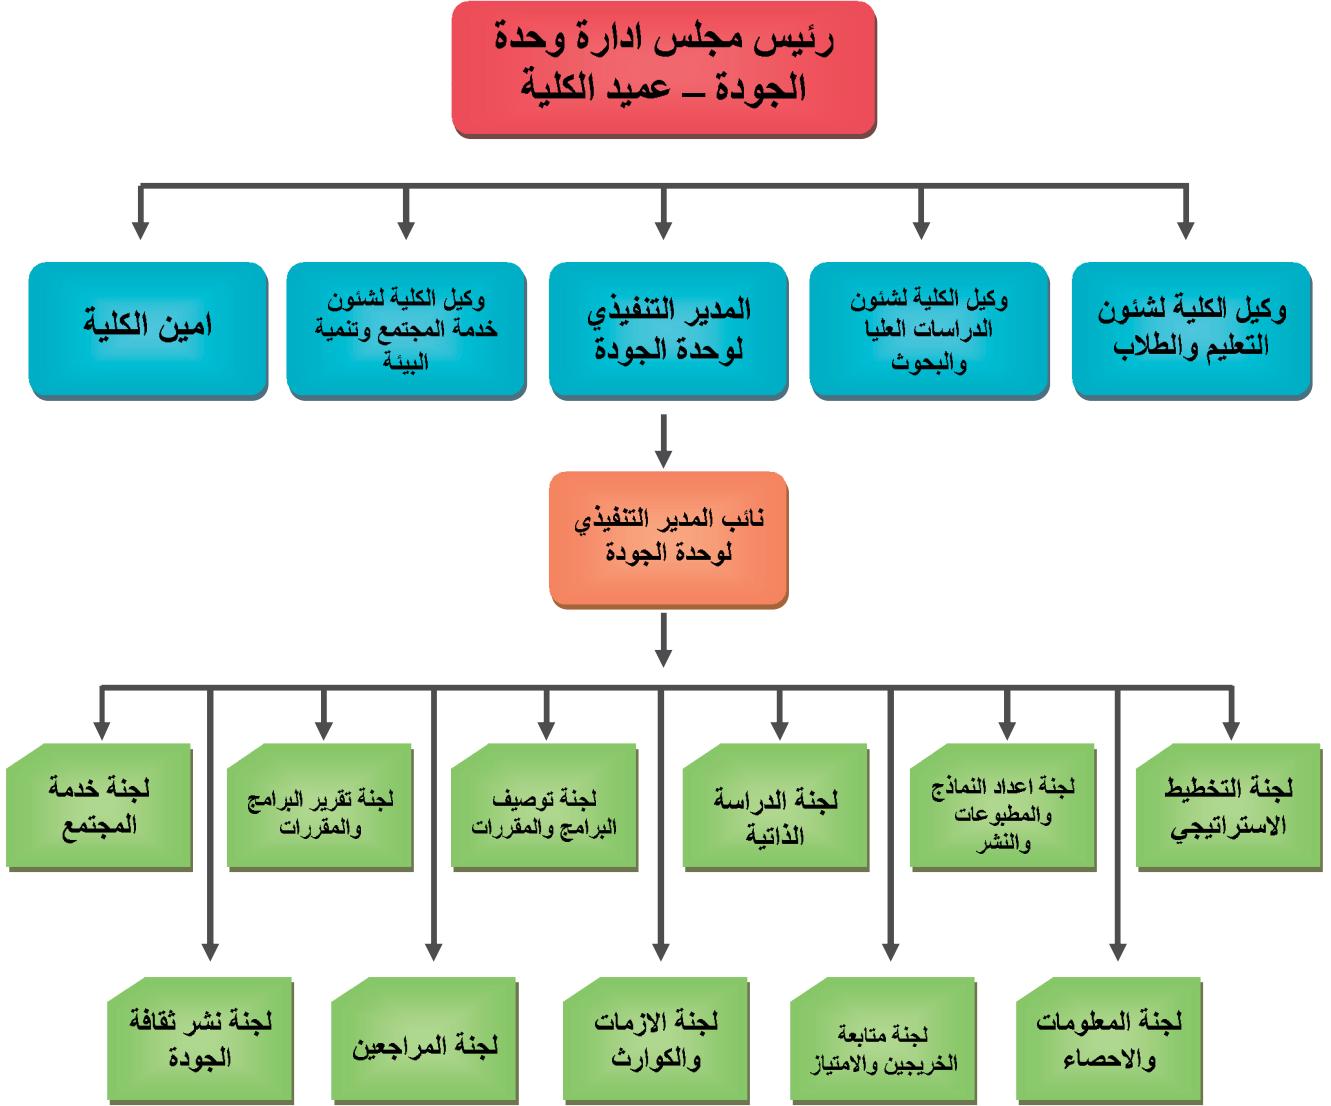 رئيس مجلس ادارة وحدة
الجودة – عميد الكلية
وكيل الكلية لشئون
التعليم والطلاب
وكيل الكلية لشئون
الدراسات العليا
والبحوث
المدير التنفيذي
لوحدة الجودة
وكيل الكلية لشئون
خدمة المجتمع وتنمية
البيئة
امين الكلية
نائب المدير التنفيذي
لوحدة الجودة
لجنة التخطيط
الاستراتيجي
لجنة اعداد النماذج
والمطبوعات
والنشر
لجنة الدراسة
الذاتية
لجنة توصيف
البرامج والمقررات
لجنة تقرير البرامج
والمقررات
لجنة خدمة
المجتمع
لجنة المعلومات
والاحصاء
لجنة متابعة
الخريجين والامتياز
لجنة الازمات
والكوارث
لجنة المراجعين
لجنة نشر ثقافة
الجودة